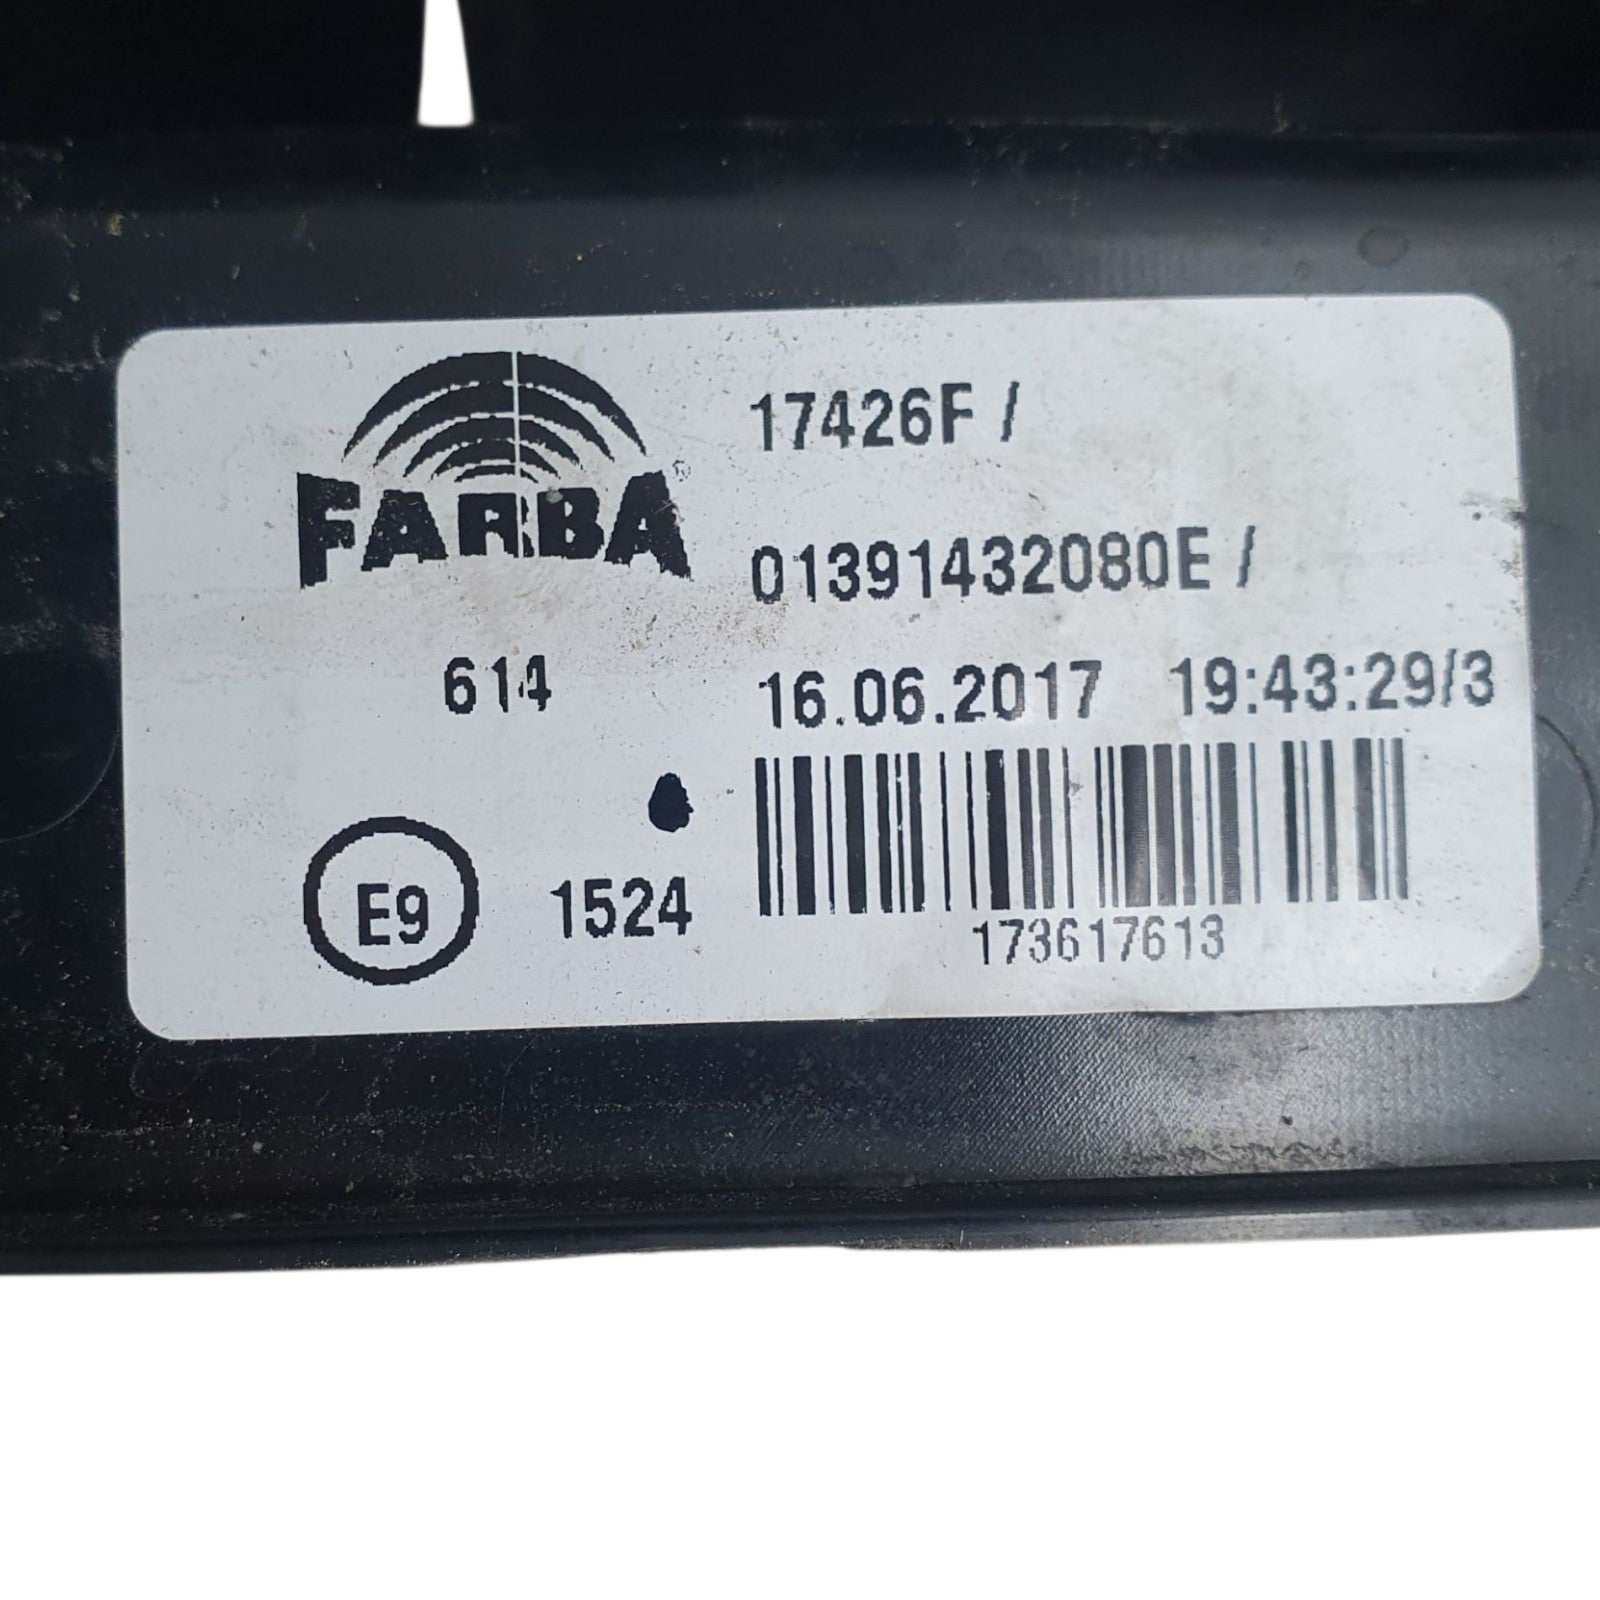 FARBA ®
17426F /
01391432080E /
614
16.06.2017 19:43:29/3
E9
1524
173617613